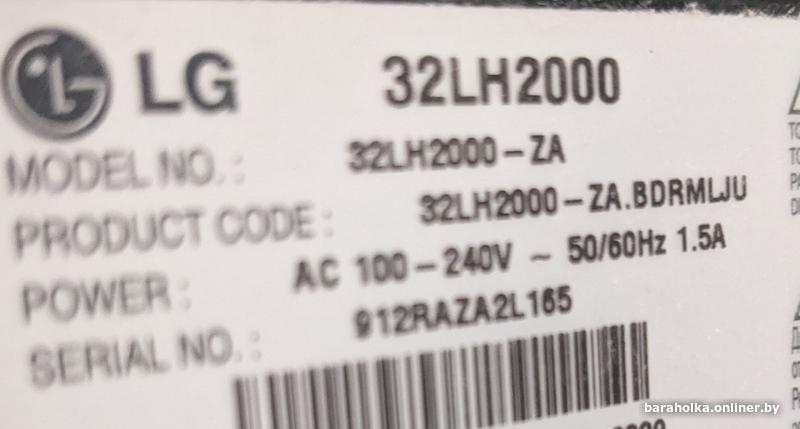 LG 32LH2000
MODEL NO. : 32LH2000-ZA
PRODUCT CODE : 32LH2000-ZA.BDRMLJU
POWER : AC 100-240V ~ 50/60Hz 1.5A
SERIAL NO. : 912RAZA2L165
baraholka.onliner.by